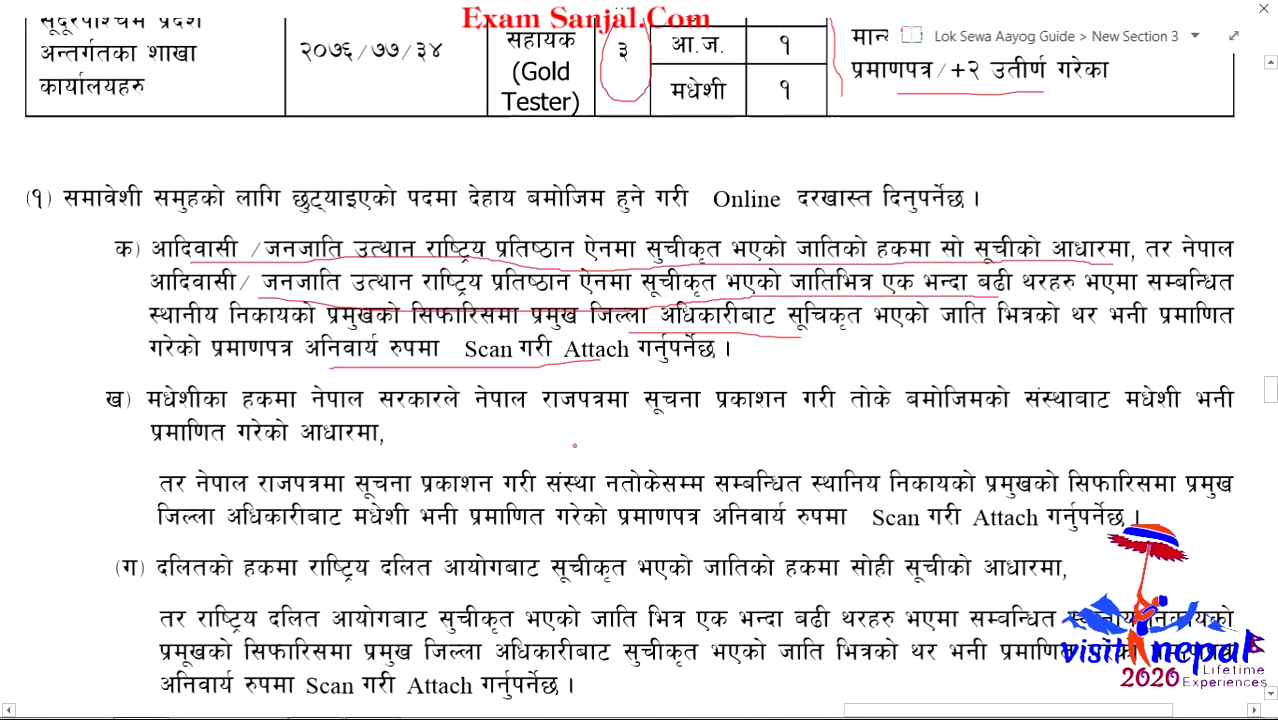 Exam Sanjal.Com
Lok Sewa Aayog Guide > New Section 3
सूदूरपश्चिम प्रदेश
अन्तर्गतका शाखा
कार्यालयहरु
२०७६/७७/३४
सहायक
(Gold
Tester)
३
आ.ज. १
मधेशी १
प्रमाणपत्र/+२ उतीर्ण गरेका
(१) समावेशी समुहको लागि छुट्याइएको पदमा देहाय बमोजिम हुने गरी Online दरखास्त दिनुपर्नेछ ।
क) आदिवासी /जनजाति उत्थान राष्ट्रिय प्रतिष्ठान ऐनमा सुचीकृत भएको जातिको हकमा सो सूचीको आधारमा, तर नेपाल
आदिवासी/ जनजाति उत्थान राष्ट्रिय प्रतिष्ठान ऐनमा सूचीकृत भएको जातिभित्र एक भन्दा बढी थरहरु भएमा सम्बन्धित
स्थानीय निकायको प्रमुखको सिफारिसमा प्रमुख जिल्ला अधिकारीबाट सूचिकृत भएको जाति भित्रको थर भनी प्रमाणित
गरेको प्रमाणपत्र अनिवार्य रुपमा Scan गरी Attach गर्नुपर्नेछ ।
ख) मधेशीका हकमा नेपाल सरकारले नेपाल राजपत्रमा सूचना प्रकाशन गरी तोके बमोजिमको संस्थाबाट मधेशी भनी
प्रमाणित गरेको आधारमा,
तर नेपाल राजपत्रमा सूचना प्रकाशन गरी संस्था नतोकेसम्म सम्बन्धित स्थानिय निकायको प्रमुखको सिफारिसमा प्रमुख
जिल्ला अधिकारीबाट मधेशी भनी प्रमाणित गरेको प्रमाणपत्र अनिवार्य रुपमा Scan गरी Attach गर्नुपर्नेछ ।
(ग) दलितको हकमा राष्ट्रिय दलित आयोगबाट सूचीकृत भएको जातिको हकमा सोही सूचीको आधारमा,
तर राष्ट्रिय दलित आयोगबाट सुचीकृत भएको जाति भित्र एक भन्दा बढी थरहरु भएमा सम्बन्धित
प्रमूखको सिफारिसमा प्रमुख जिल्ला अधिकारीबाट सुचीकृत भएको जाति भित्रको थर भनी
अनिवार्य रुपमा Scan गरी Attach गर्नुपर्नेछ ।
visit nepal
2020 Lifetime
Experiences